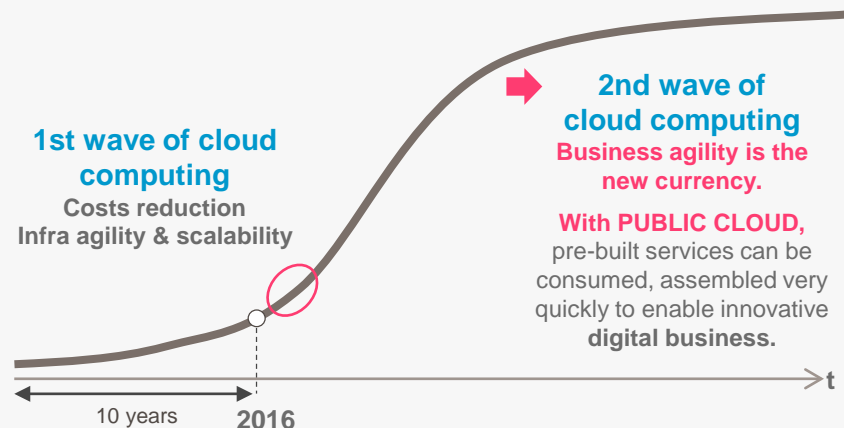 1st wave of cloud
computing
Costs reduction
Infra agility & scalability
2nd wave of
cloud computing
Business agility is the
new currency.
With PUBLIC CLOUD,
pre-built services can be
consumed, assembled very
quickly to enable innovative
digital business.
t
10 years
2016